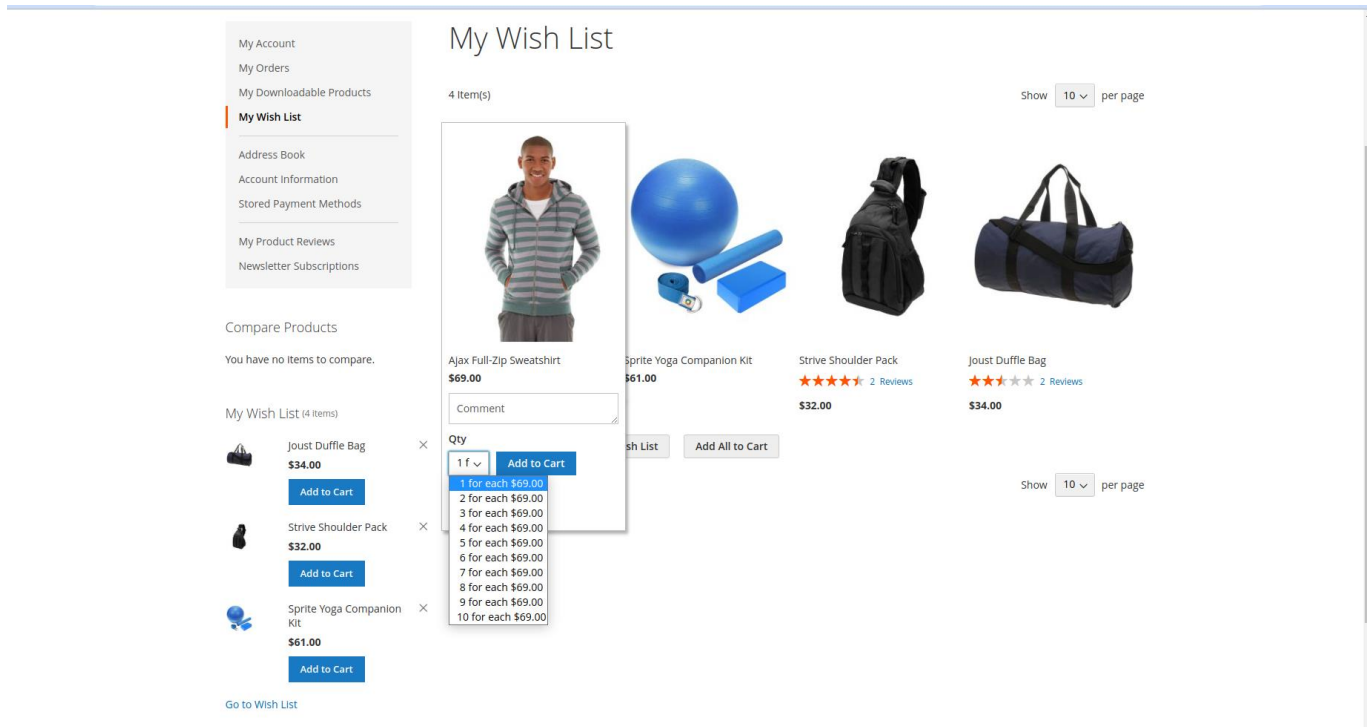 My Account
My Orders
My Downloadable Products
My Wish List
Address Book
Account Information
Stored Payment Methods
My Product Reviews
Newsletter Subscriptions
Compare Products
You have no items to compare.
My Wish List (4 items)
Joust Duffle Bag
$34.00
Add to Cart
Strive Shoulder Pack
$32.00
Add to Cart
Sprite Yoga Companion
Kit
$61.00
Add to Cart
Go to Wish List
My Wish List
4 Item(s)
Show 10 per page
Ajax Full-Zip Sweatshirt
$69.00
Comment
Qty
1 f
Add to Cart
1 for each $69.00
2 for each $69.00
3 for each $69.00
4 for each $69.00
5 for each $69.00
6 for each $69.00
7 for each $69.00
8 for each $69.00
9 for each $69.00
10 for each $69.00
Sprite Yoga Companion Kit
$61.00
Strive Shoulder Pack
2 Reviews
$32.00
Joust Duffle Bag
2 Reviews
$34.00
sh List
Add All to Cart
Show 10 per page